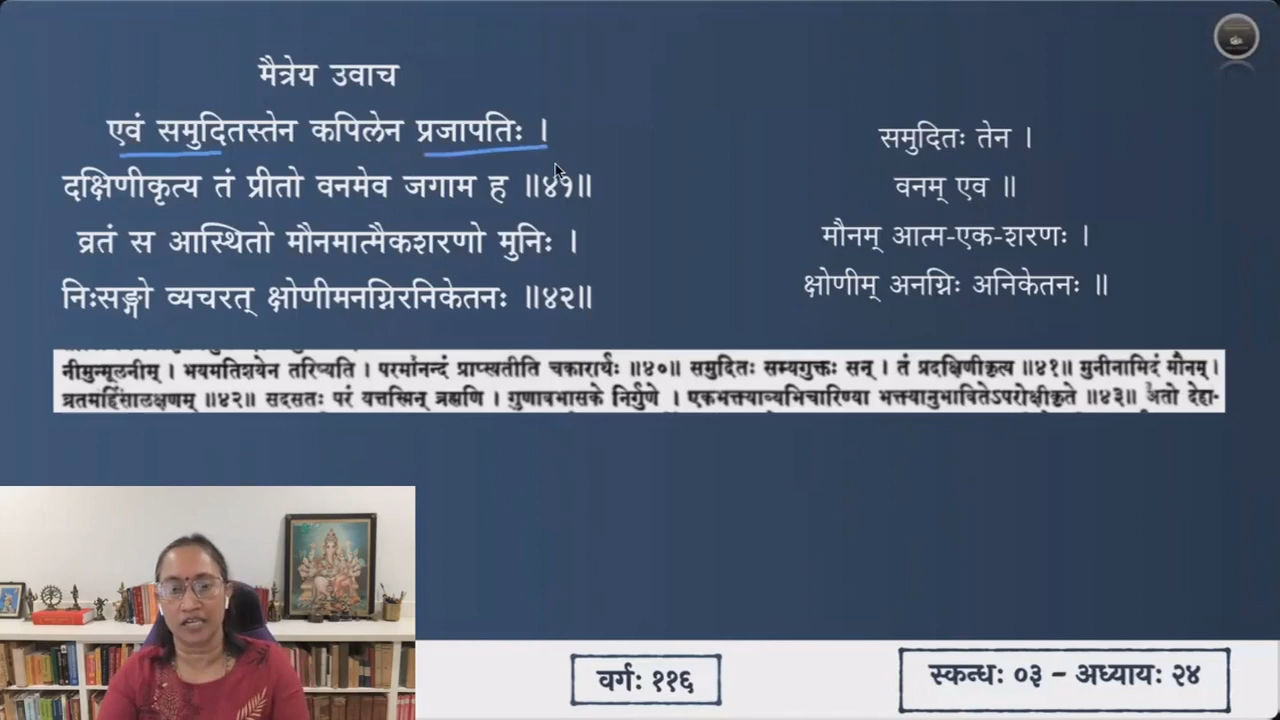 मैत्रेय उवाच
एवं समुदितस्तेन कपिलेन प्रजापतिः ।
दक्षिणीकृत्य तं प्रीतो वनमेव जगाम ह ॥४१॥
व्रतं स आस्थितो मौनमात्मैकशरणो मुनिः ।
निःसङ्गो व्यचरत् क्षोणीमनग्निरनिकेतनः ॥४२॥
समुदितः तेन ।
वनम् एव ॥
मौनम् आत्म-एक-शरणः ।
क्षोणीम् अनग्निः अनिकेतनः ॥
नीमुन्मूलनीम् । भयमतिशयेन तरिष्यति । परमानन्दं प्राप्स्यतीति चकारार्थः ॥४०॥ समुदितः सम्यगुक्तः सन् । तं प्रदक्षिणीकृत्य ॥४१॥ मुनीनामिदं मौनम् ।
व्रतमहिंसालक्षणम् ॥४२॥ सदसतः परं यत्तस्मिन् ब्रह्मणि । गुणावभासके निर्गुणे । एकभक्त्याव्यभिचारिण्या भक्त्यानुभावितेऽपरोक्षीकृते ॥४३॥ अतो देहा-
वर्गः ११६
स्कन्धः ०३ - अध्यायः २४